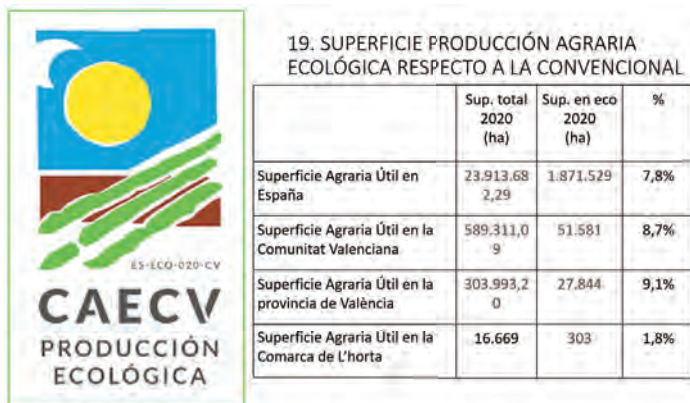 ES-ECO-020-CV
CAECV
PRODUCCIÓN
ECOLÓGICA
19. SUPERFICIE PRODUCCIÓN AGRARIA
ECOLÓGICA RESPECTO A LA CONVENCIONAL
Sup. total
2020
(ha)
Sup. en eco
2020
(ha)
%
Superficie Agraria Útil en
España
23.913.68
2,29
1.871.529
7,8%
Superficie Agraria Útil en la
Comunitat Valenciana
589.311,0
9
51.581
8,7%
Superficie Agraria Útil en la
provincia de València
303.993,2
0
27.844
9,1%
Superficie Agraria Útil en la
Comarca de L'horta
16.669
303
1,8%